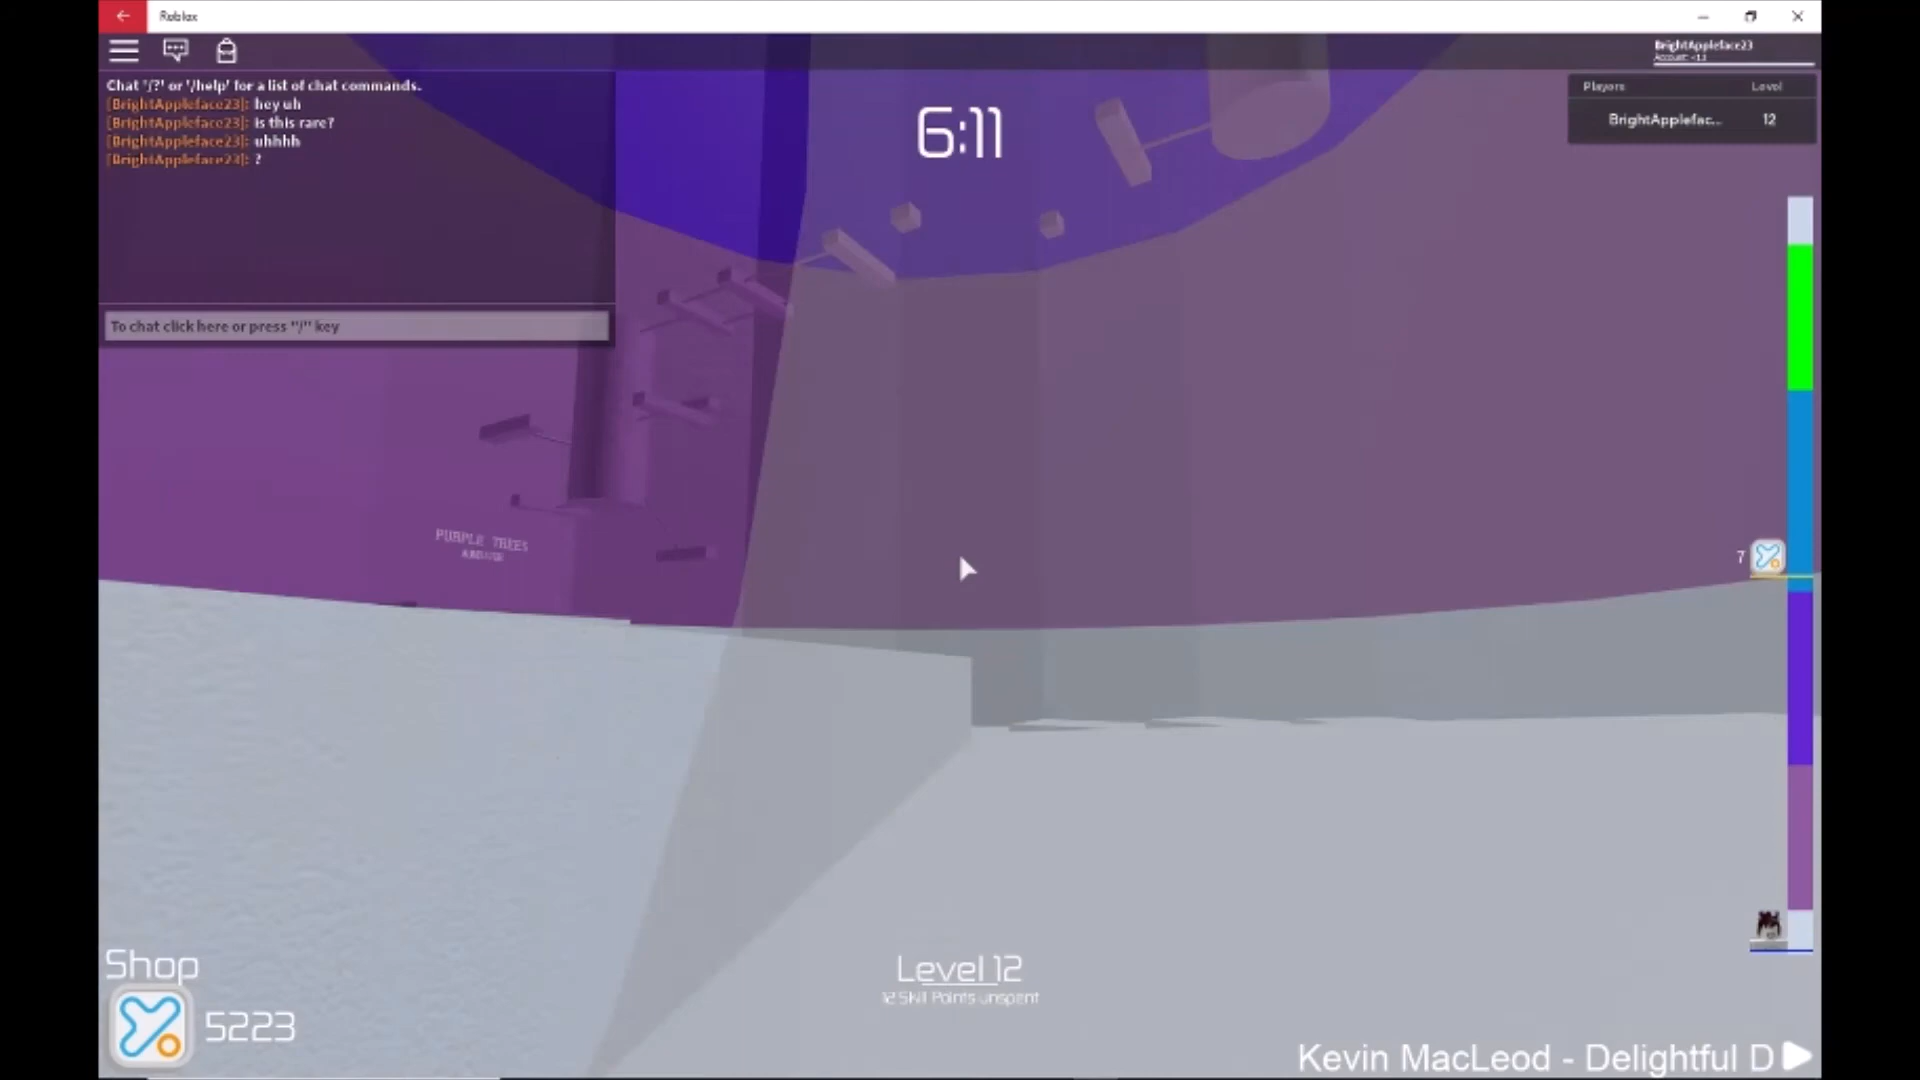 Roblox
BrightAppleface23
Account: <13
Chat '/?' or '/help' for a list of chat commands.
[BrightAppleface23]: hey uh
[BrightAppleface23]: is this rare?
[BrightAppleface23]: uhhhh
[BrightAppleface23]: ?
To chat click here or press "/" key
6:11
Players Level
BrightApplefac... 12
PURPLE TREES
7
Shop
5223
Level 12
12 Skill Points unspent
Kevin MacLeod - Delightful D